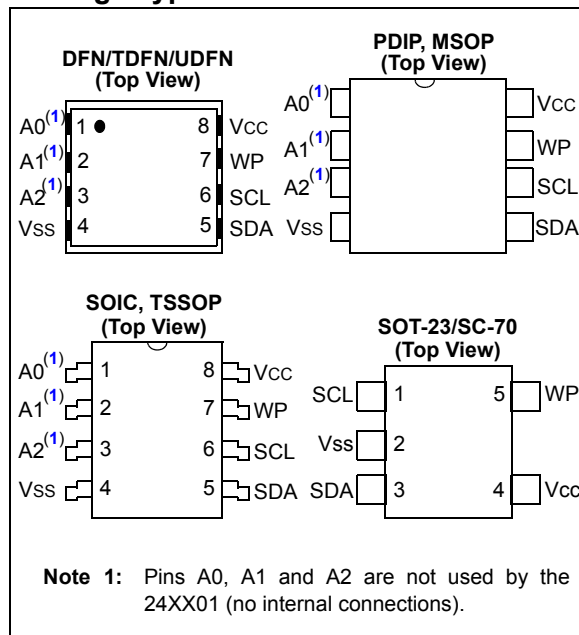 DFN/TDFN/UDFN
(Top View)
A0(1) 1 8 VCC
A1(1) 2 7 WP
A2(1) 3 6 SCL
VSS 4 5 SDA
PDIP, MSOP
(Top View)
A0(1) VCC
A1(1) WP
A2(1) SCL
VSS SDA
SOIC, TSSOP
(Top View)
A0(1) 1 8 VCC
A1(1) 2 7 WP
A2(1) 3 6 SCL
VSS 4 5 SDA
SOT-23/SC-70
(Top View)
SCL 1 5 WP
Vss 2
SDA 3 4 Vcc
Note 1: Pins A0, A1 and A2 are not used by the
24XX01 (no internal connections).